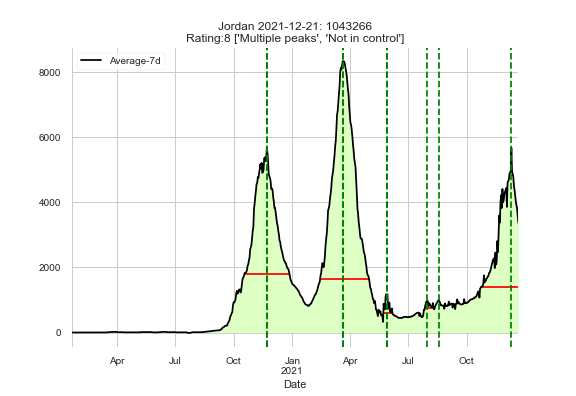 Jordan 2021-12-21: 1043266
Rating:8 ['Multiple peaks', 'Not in control']
Average-7d
8000
6000
4000
2000
0
Apr Jul Oct Jan Apr Jul Oct
2021
Date